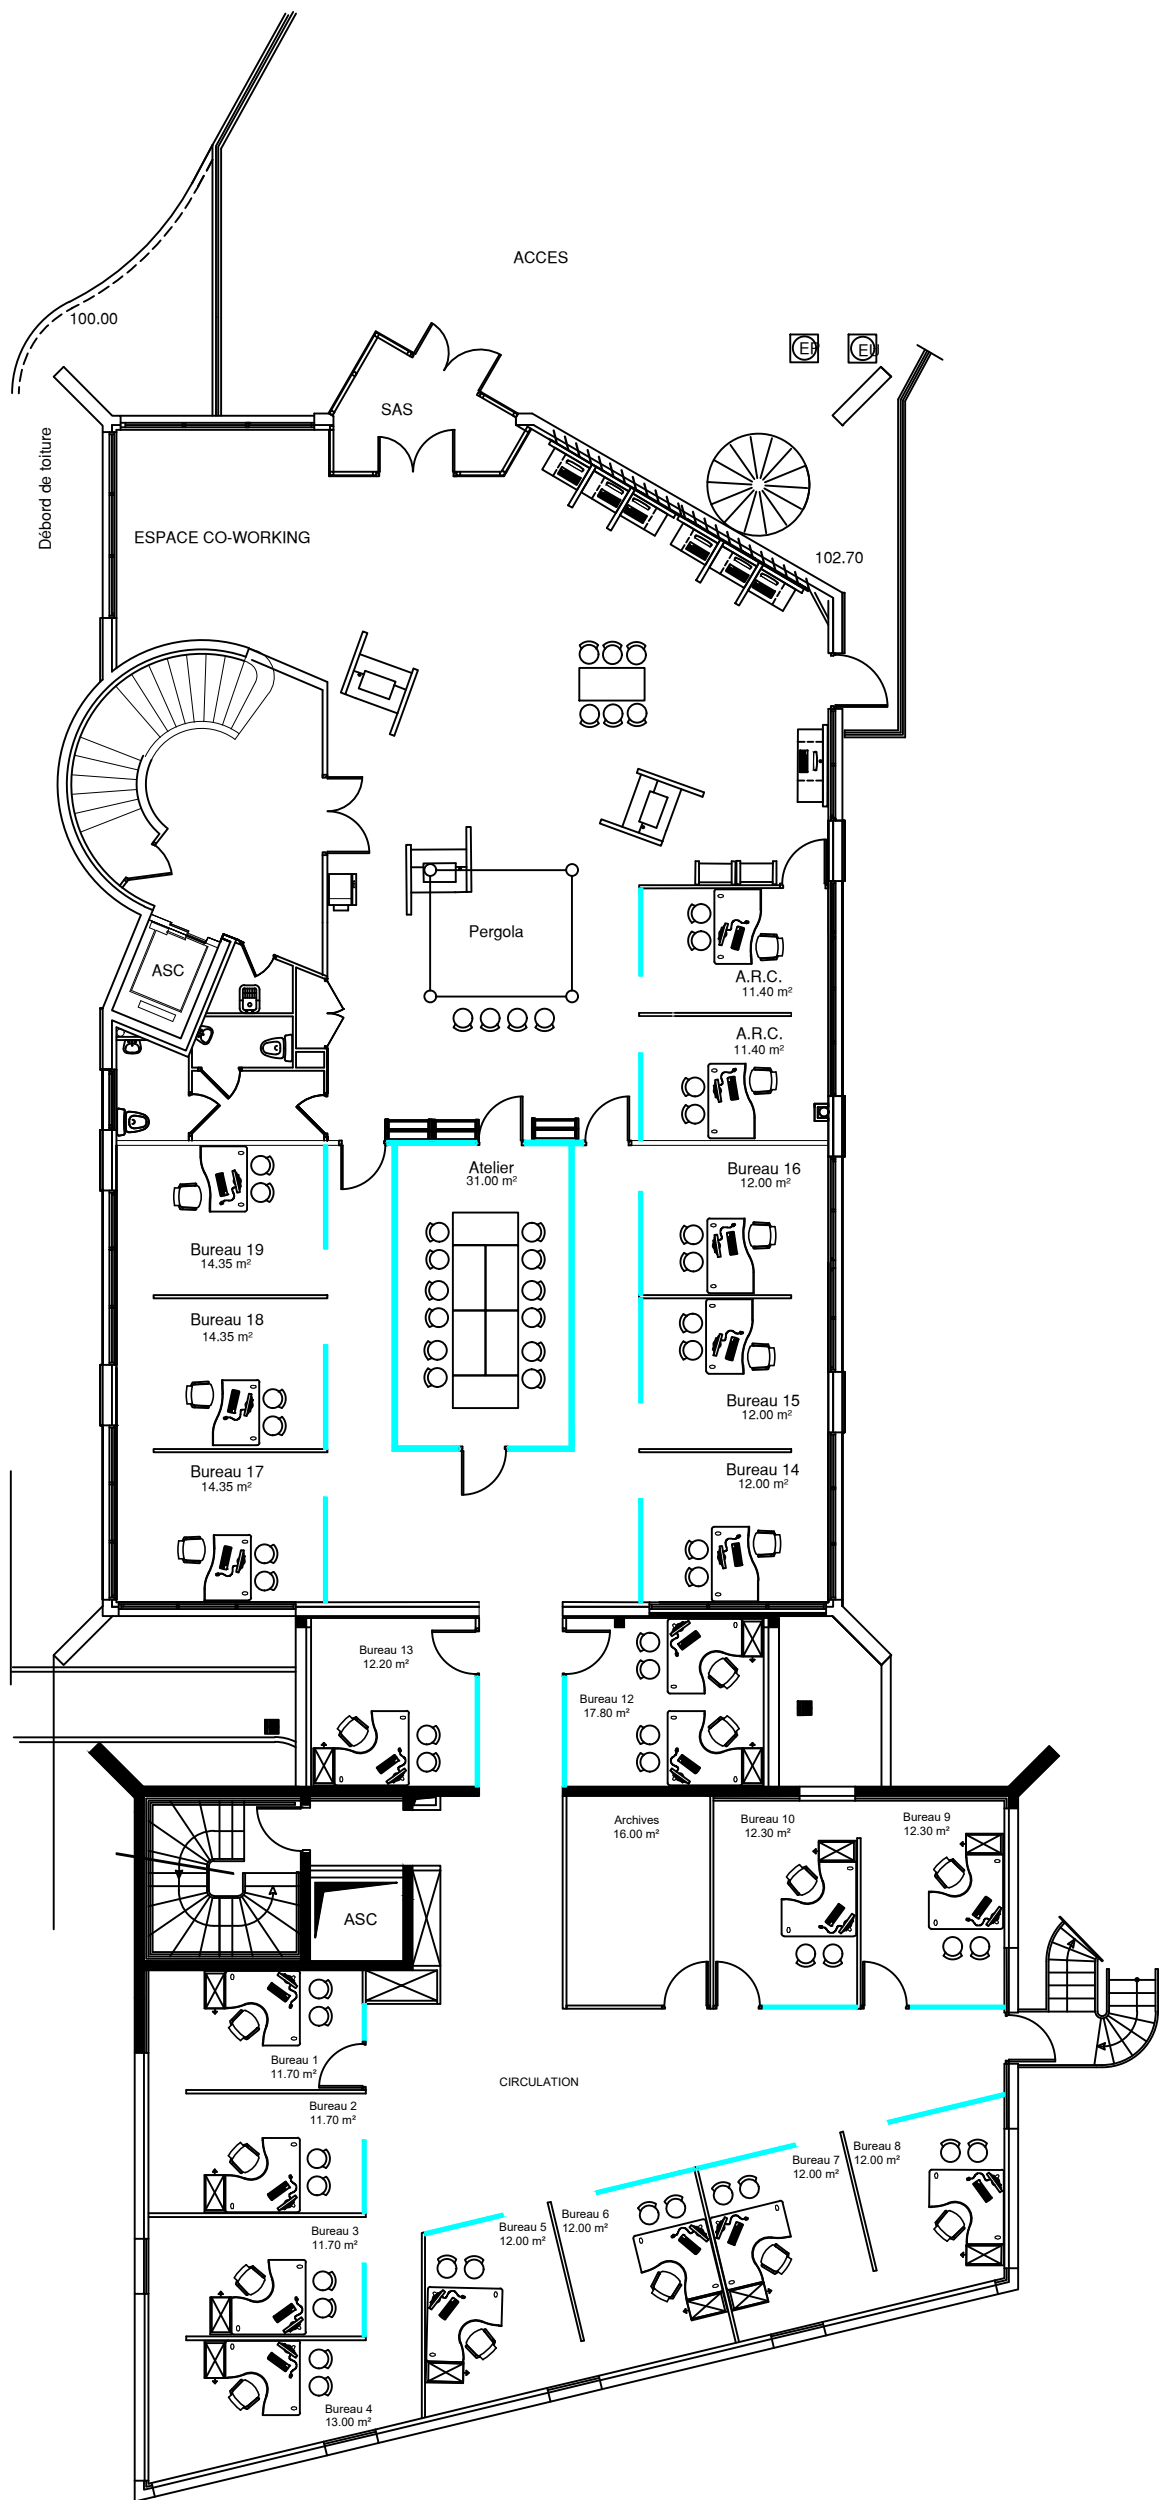 ACCES
100.00
EP
EU
SAS
Débord de toiture
ESPACE CO-WORKING
102.70
Pergola
ASC
A.R.C.
11.40 m²
A.R.C.
11.40 m²
Atelier
31.00 m²
Bureau 16
12.00 m²
Bureau 19
14.35 m²
Bureau 18
14.35 m²
Bureau 15
12.00 m²
Bureau 17
14.35 m²
Bureau 14
12.00 m²
Bureau 13
12.20 m²
Bureau 12
17.80 m²
Archives
16.00 m²
Bureau 10
12.30 m²
Bureau 9
12.30 m²
ASC
Bureau 1
11.70 m²
CIRCULATION
Bureau 2
11.70 m²
Bureau 3
11.70 m²
Bureau 4
13.00 m²
Bureau 5
12.00 m²
Bureau 6
12.00 m²
Bureau 7
12.00 m²
Bureau 8
12.00 m²